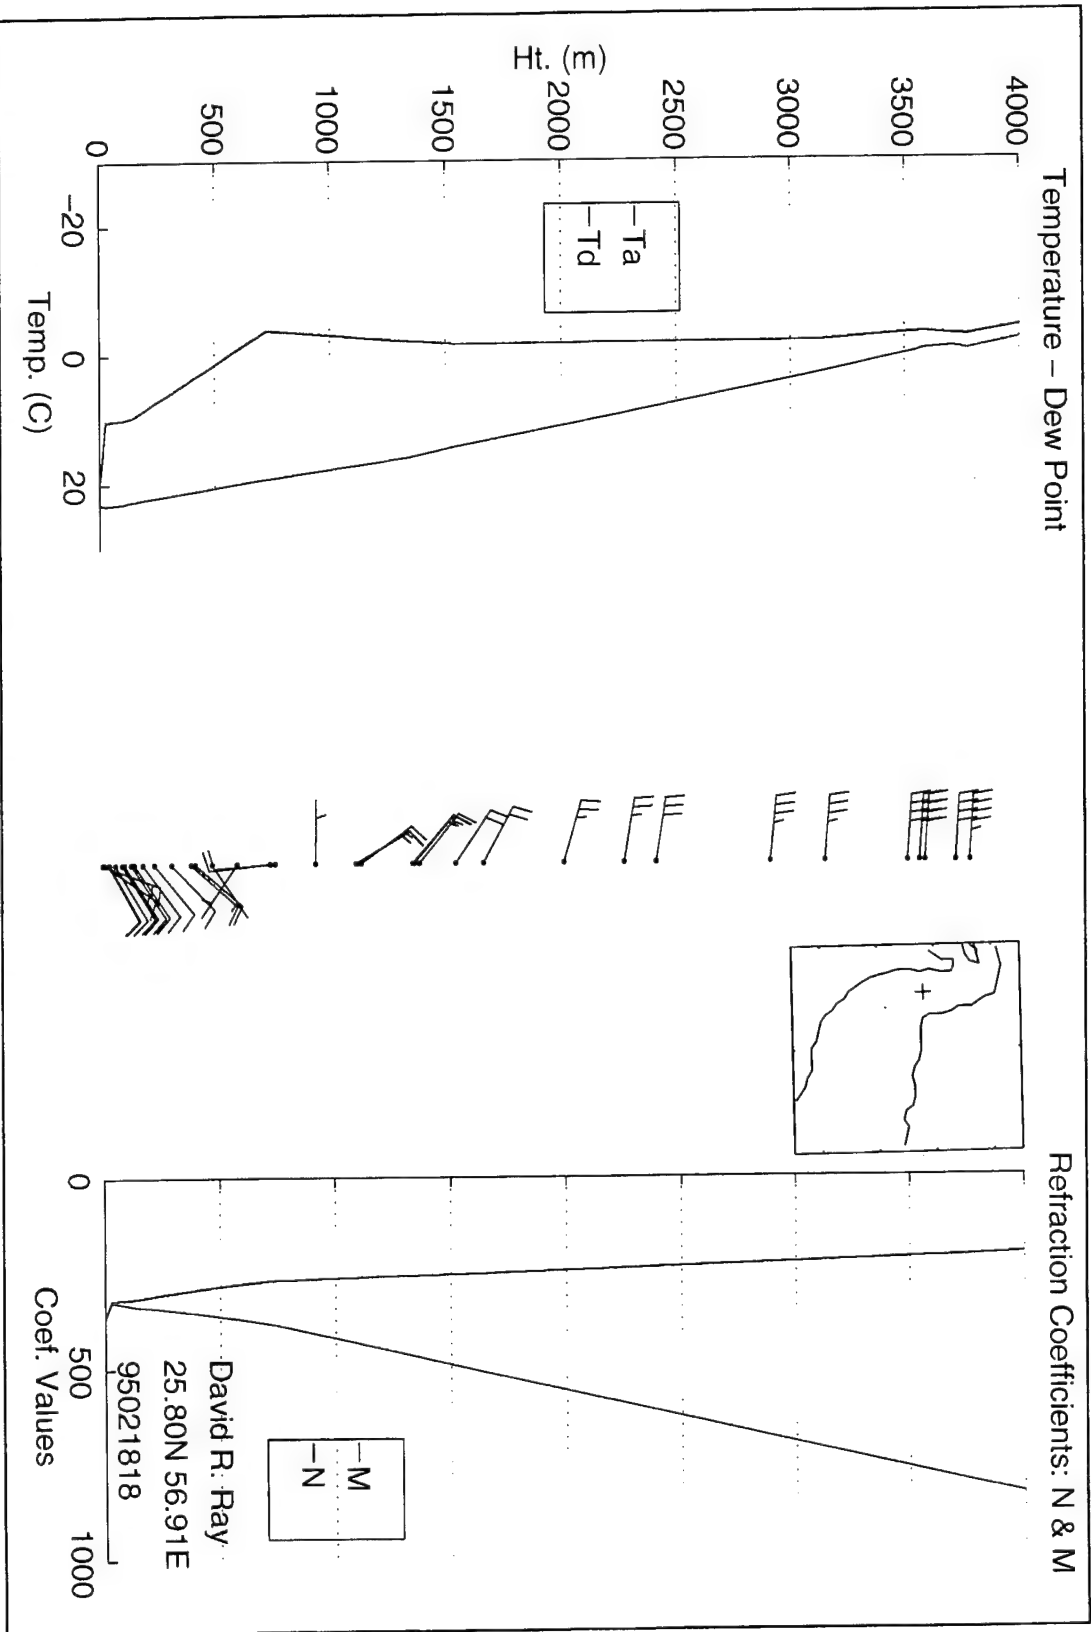 Temperature – Dew Point
Refraction Coefficients: N & M
Ht. (m)
4000
3500
3000
2500
2000
1500
1000
500
0
–20
0
20
Temp. (C)
–Ta
–Td
0
500
1000
Coef. Values
–M
–N
David R. Ray
25.80N 56.91E
95021818